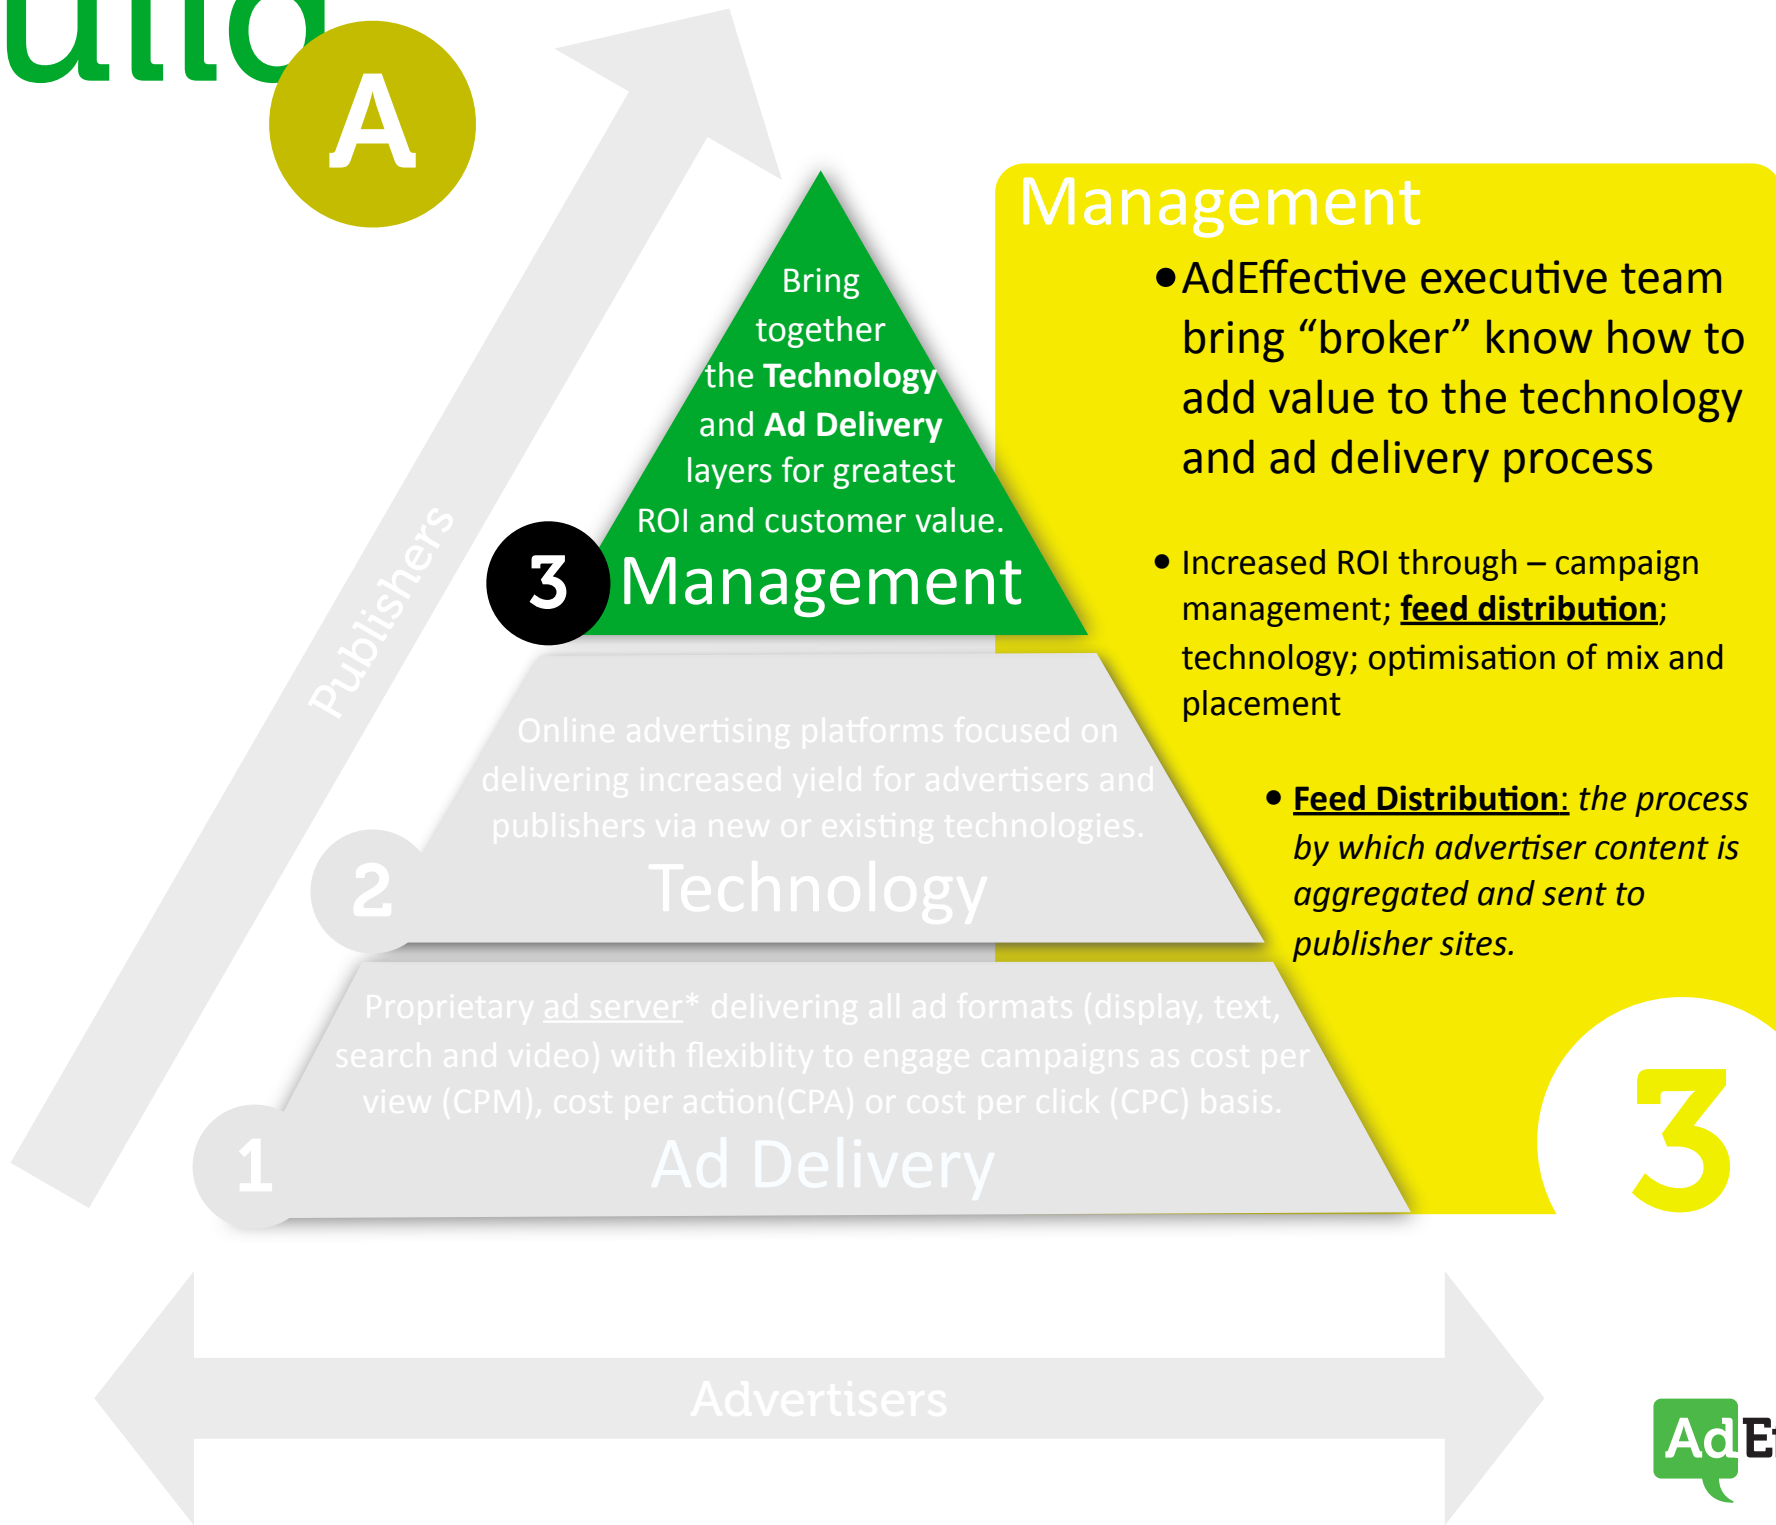 A
Management
•AdEffective executive team
bring “broker” know how to
add value to the technology
and ad delivery process
• Increased ROI through – campaign
management; feed distribution;
technology; optimisation of mix and
placement
• Feed Distribution: the process
by which advertiser content is
aggregated and sent to
publisher sites.
3
Bring
together
the Technology
and Ad Delivery
layers for greatest
ROI and customer value.
3 Management
Publishers
Online advertising platforms focused on
delivering increased yield for advertisers and
publishers via new or existing technologies.
2 Technology
Proprietary ad server* delivering all ad formats (display, text,
search and video) with flexiblity to engage campaigns as cost per
view (CPM), cost per action(CPA) or cost per click (CPC) basis.
1 Ad Delivery
Advertisers
Ad